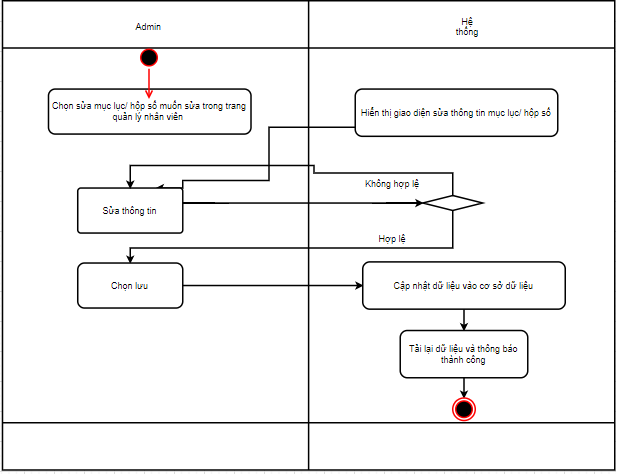 Admin
Hệ
thống
Chọn sửa mục lục/ hộp số muốn sửa trong trang
quản lý nhân viên
Hiển thị giao diện sửa thông tin mục lục/ hộp số
Không hợp lệ
Sửa thông tin
Hợp lệ
Chọn lưu
Cập nhật dữ liệu vào cơ sở dữ liệu
Tải lại dữ liệu và thông báo
thành công